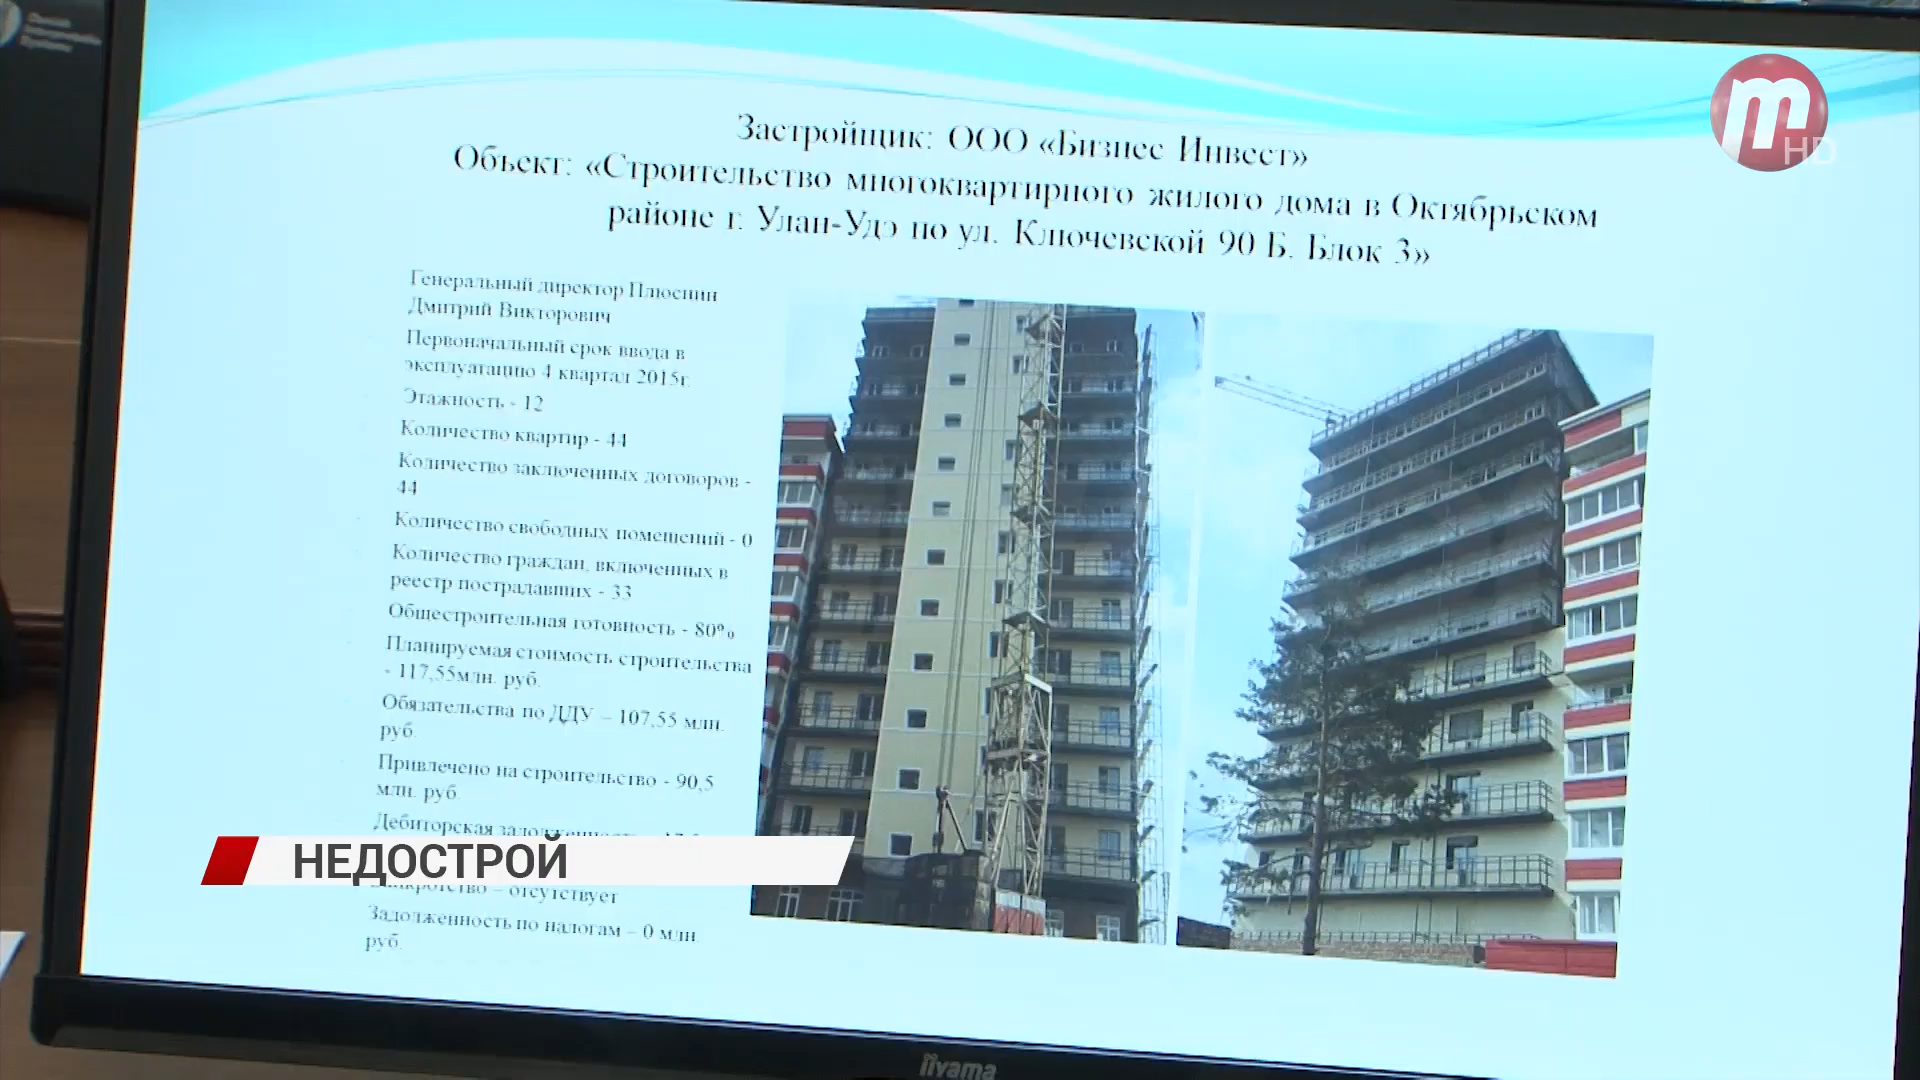 Застройщик: ООО «Бизнес Инвест»
Объект: «Строительство многоквартирного жилого дома в Октябрьском
районе г. Улан-Удэ по ул. Ключевской 90 Б. Блок 3»
Генеральный директор Плюснин
Дмитрий Викторович
Первоначальный срок ввода в
эксплуатацию 4 квартал 2015г.
Этажность - 12
Количество квартир - 44
Количество заключенных договоров -
44
Количество свободных помещений - 0
Количество граждан, включенных в
реестр пострадавших - 33
Общестроительная готовность - 80%
Планируемая стоимость строительства
- 117,55млн. руб.
Обязательства по ДДУ – 107,55 млн.
руб.
Привлечено на строительство - 90,5
млн. руб.
Дебиторская задолженность
НЕДОСТРОЙ
Банкротство – отсутствует
Задолженность по налогам – 0 млн
руб.
m HD
iiyama